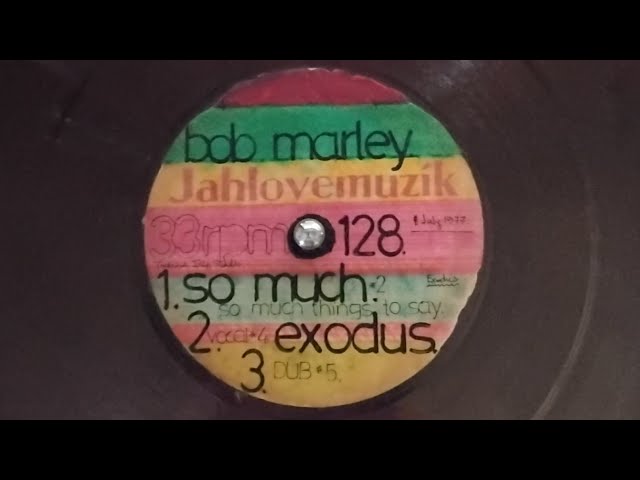 bob marley.
Jahlovemuzik
33rpm 128. 8 July 1977
1. so much. #2 Exodus
so much things to say.
2. vocal #4 exodus.
3. DUB #5.